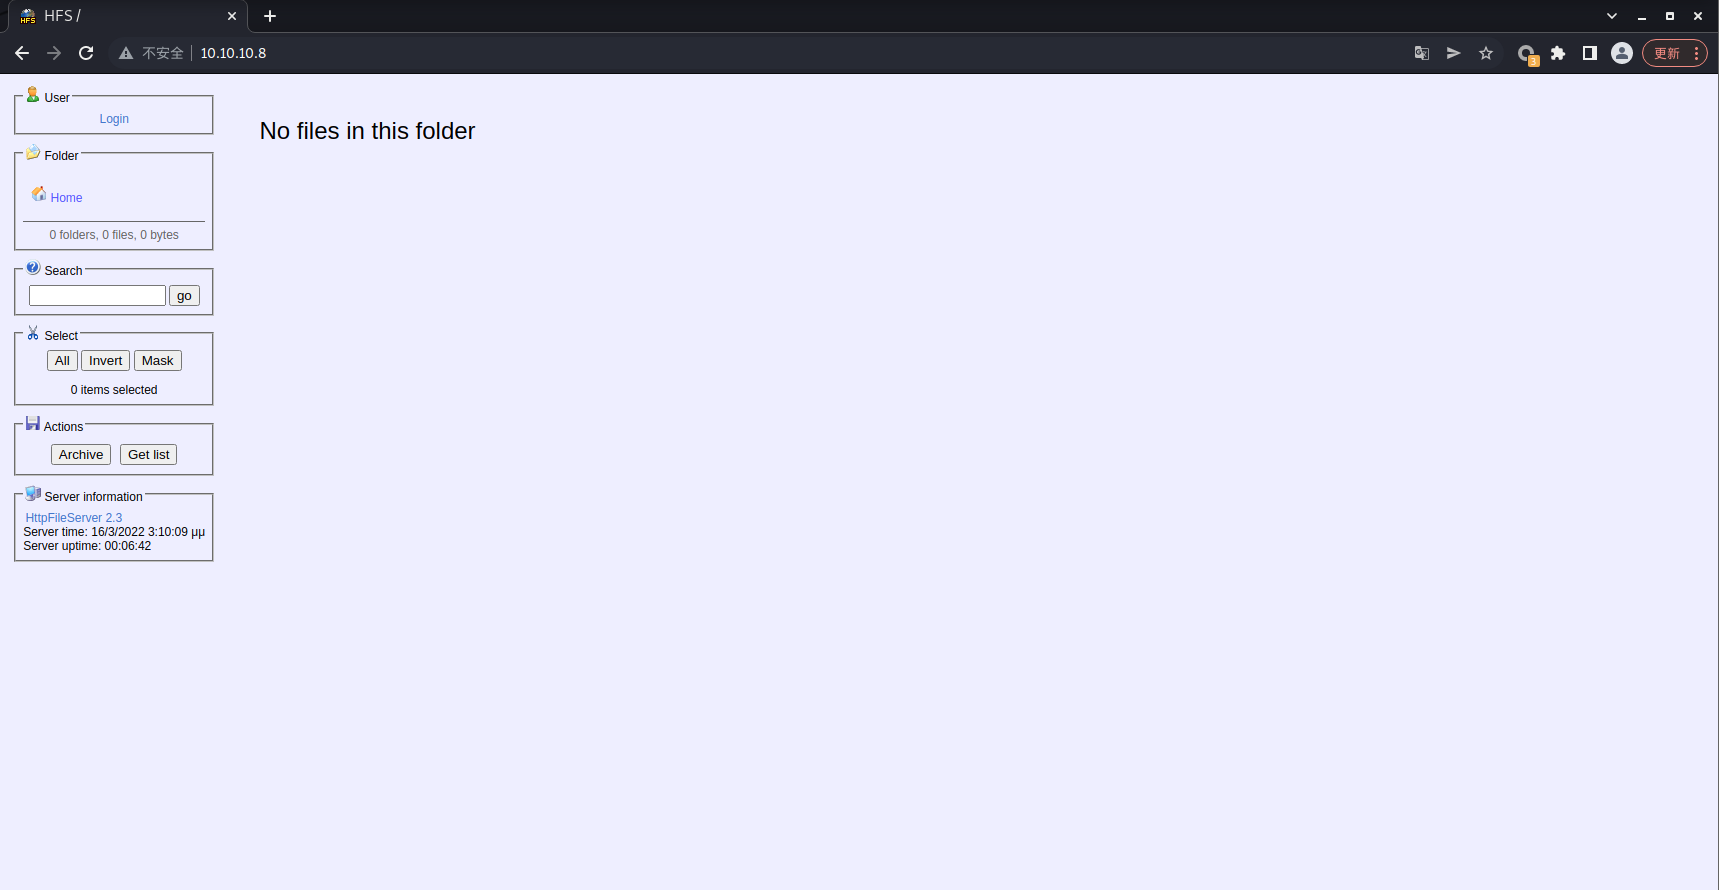 HFS /
不安全 10.10.10.8
3
更新
User
Login
Folder
Home
0 folders, 0 files, 0 bytes
Search
go
Select
All Invert Mask
0 items selected
Actions
Archive Get list
Server information
HttpFileServer 2.3
Server time: 16/3/2022 3:10:09 μμ
Server uptime: 00:06:42
No files in this folder